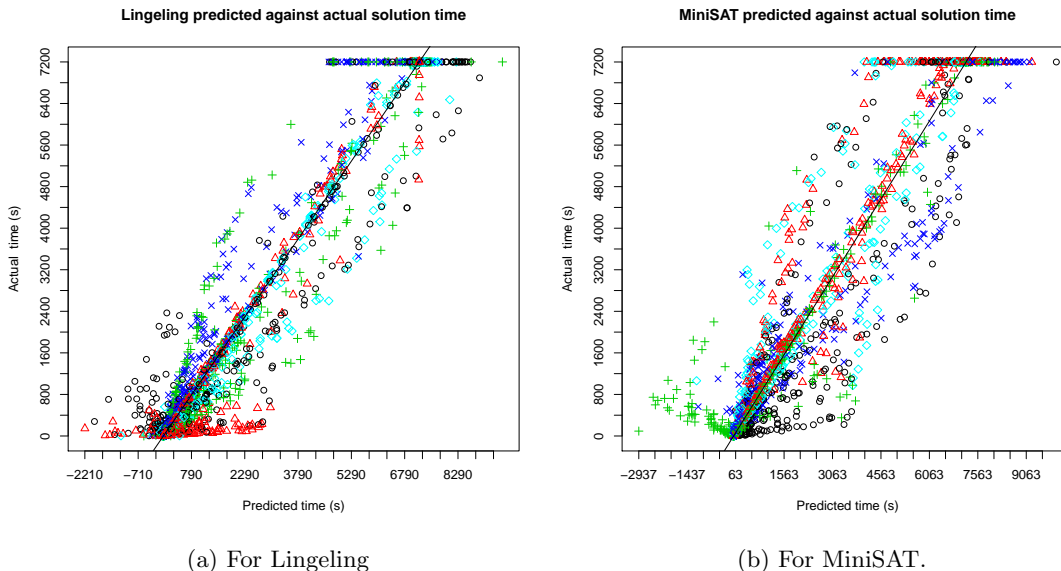 Lingeling predicted against actual solution time
Actual time (s)
7200
6400
5600
4800
4000
3200
2400
1600
800
0
−2210 −710 790 2290 3790 5290 6790 8290
Predicted time (s)
(a) For Lingeling
MiniSAT predicted against actual solution time
Actual time (s)
7200
6400
5600
4800
4000
3200
2400
1600
800
0
−2937 −1437 63 1563 3063 4563 6063 7563 9063
Predicted time (s)
(b) For MiniSAT.